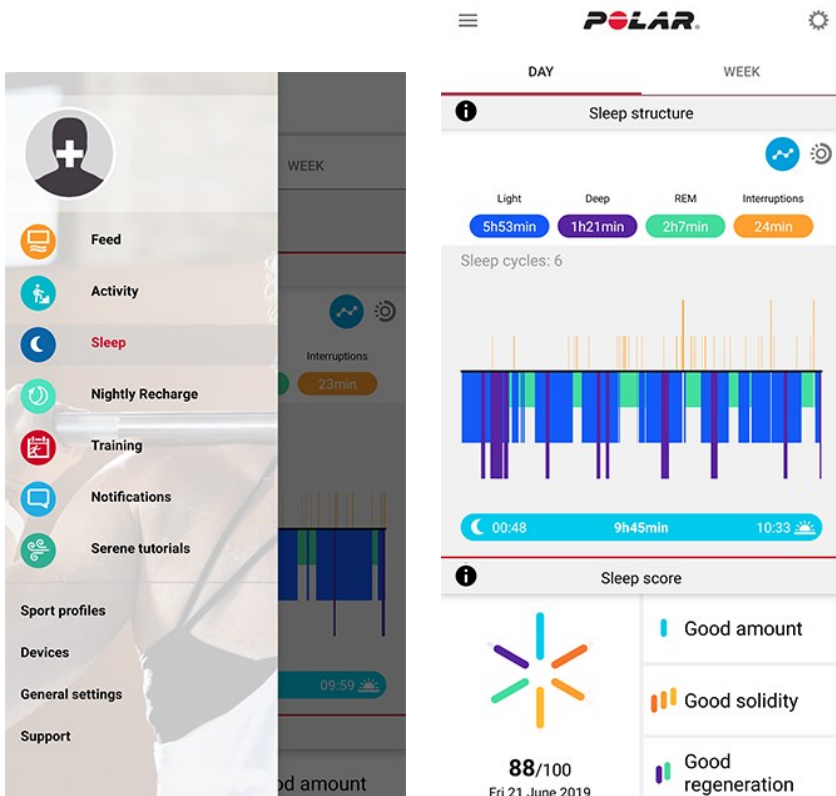 WEEK
Feed
Activity
Sleep
Interruptions
23min
Nightly Recharge
Training
Notifications
Serene tutorials
Sport profiles
Devices
General settings
09:59
Support
od amount
POLAR
DAY WEEK
Sleep structure
Light Deep REM Interruptions
5h53min 1h21min 2h7min 24min
Sleep cycles: 6
00:48 9h45min 10:33
Sleep score
Good amount
Good solidity
Good
regeneration
88/100
Fri 21 June 2019